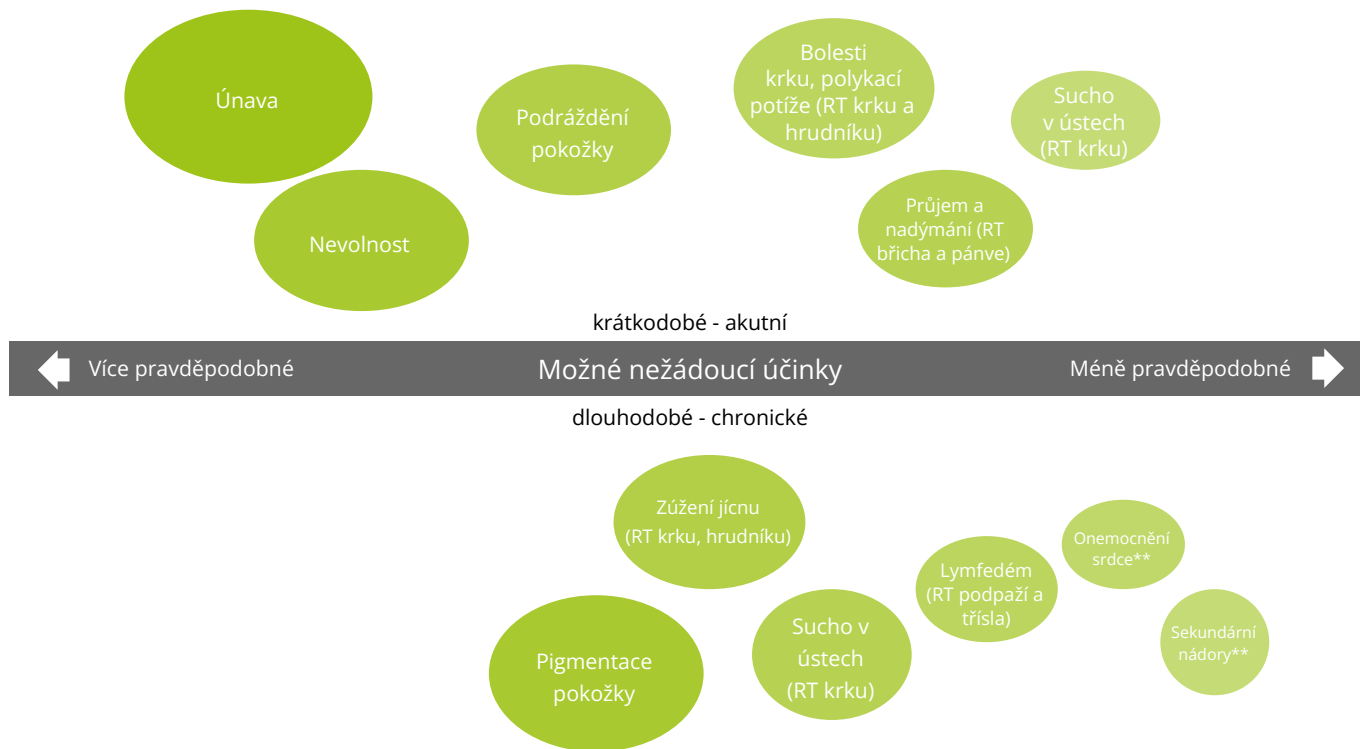 Únava
Nevolnost
Podráždění
pokožky
Bolesti
krku, polykací
potíže (RT krku a
hrudníku)
Průjem a
nadýmání (RT
břicha a pánve)
Sucho
v ústech
(RT krku)
krátkodobé - akutní
Více pravděpodobné
Možné nežádoucí účinky
Méně pravděpodobné
dlouhodobé - chronické
Pigmentace
pokožky
Zúžení jícnu
(RT krku, hrudníku)
Sucho v
ústech
(RT krku)
Lymfedém
(RT podpaží a
třísla)
Onemocnění
srdce**
Sekundární
nádory**